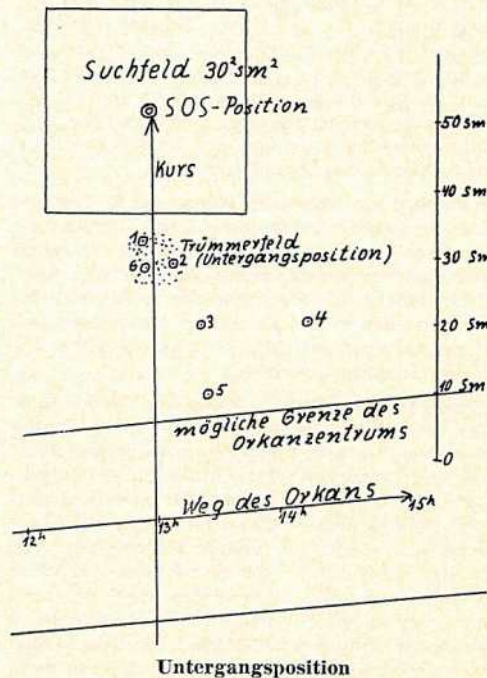 Suchfeld 30²sm²
SOS-Position
50 Sm
Kurs
40 Sm
1
Trümmerfeld
(Untergangsposition)
6
2
30 Sm
3
4
20 Sm
5
10 Sm
mögliche Grenze des
Orkanzentrums
0
Weg des Orkans
12h
13h
14h
15h
Untergangsposition